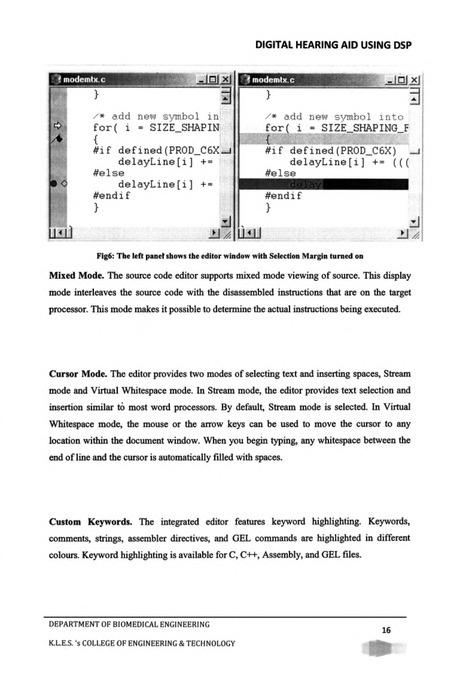 DIGITAL HEARING AID USING DSP
modemtx.c
}
/* add new symbol in
for( i = SIZE_SHAPIN
{
#if defined(PROD_C6X
delayLine[i] +=
#else
delayLine[i] +=
#endif
}
modemtx.c
}
/* add new symbol into
for( i = SIZE_SHAPING_F
{
#if defined(PROD_C6X)
delayLine[i] += (((
#else
delay
#endif
}
Fig6: The left panel shows the editor window with Selection Margin turned on
Mixed Mode. The source code editor supports mixed mode viewing of source. This display
mode interleaves the source code with the disassembled instructions that are on the target
processor. This mode makes it possible to determine the actual instructions being executed.
Cursor Mode. The editor provides two modes of selecting text and inserting spaces, Stream
mode and Virtual Whitespace mode. In Stream mode, the editor provides text selection and
insertion similar to most word processors. By default, Stream mode is selected. In Virtual
Whitespace mode, the mouse or the arrow keys can be used to move the cursor to any
location within the document window. When you begin typing, any whitespace between the
end of line and the cursor is automatically filled with spaces.
Custom Keywords. The integrated editor features keyword highlighting. Keywords,
comments, strings, assembler directives, and GEL commands are highlighted in different
colours. Keyword highlighting is available for C, C++, Assembly, and GEL files.
DEPARTMENT OF BIOMEDICAL ENGINEERING
16
K.L.E.S. 's COLLEGE OF ENGINEERING & TECHNOLOGY